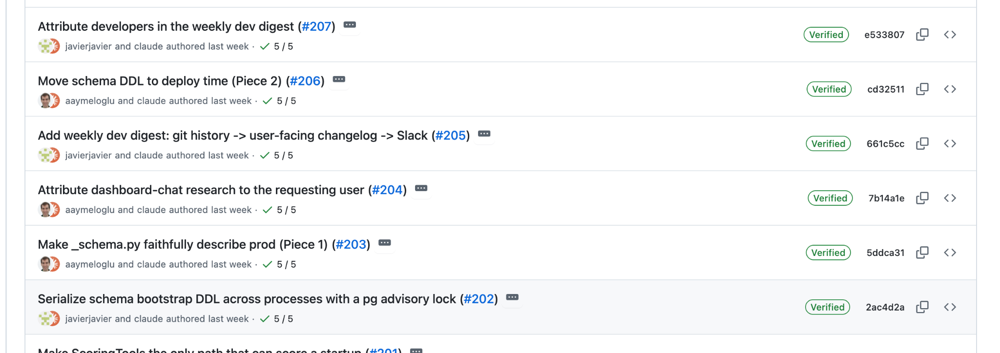 Attribute developers in the weekly dev digest (#207)
javierjavier and claude authored last week · 5 / 5
Verified e533807
Move schema DDL to deploy time (Piece 2) (#206)
aaymeloglu and claude authored last week · 5 / 5
Verified cd32511
Add weekly dev digest: git history -> user-facing changelog -> Slack (#205)
javierjavier and claude authored last week · 5 / 5
Verified 661c5cc
Attribute dashboard-chat research to the requesting user (#204)
aaymeloglu and claude authored last week · 5 / 5
Verified 7b14a1e
Make _schema.py faithfully describe prod (Piece 1) (#203)
aaymeloglu and claude authored last week · 5 / 5
Verified 5ddca31
Serialize schema bootstrap DDL across processes with a pg advisory lock (#202)
javierjavier and claude authored last week · 5 / 5
Verified 2ac4d2a
Make ScoringTools the only path that can score a startup (#201)